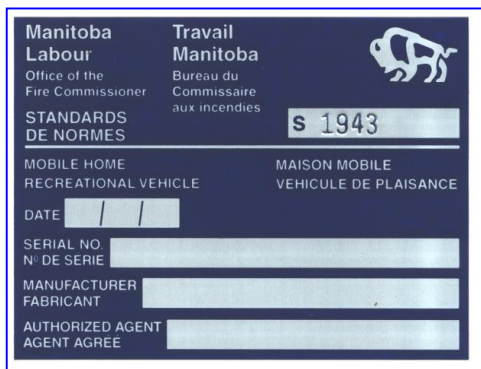 Manitoba
Labour
Office of the
Fire Commissioner
Travail
Manitoba
Bureau du
Commissaire
aux incendies
STANDARDS
DE NORMES
S 1943
MOBILE HOME
RECREATIONAL VEHICLE
MAISON MOBILE
VEHICULE DE PLAISANCE
DATE / /
SERIAL NO.
Nº DE SERIE
MANUFACTURER
FABRICANT
AUTHORIZED AGENT
AGENT AGRÉÉ